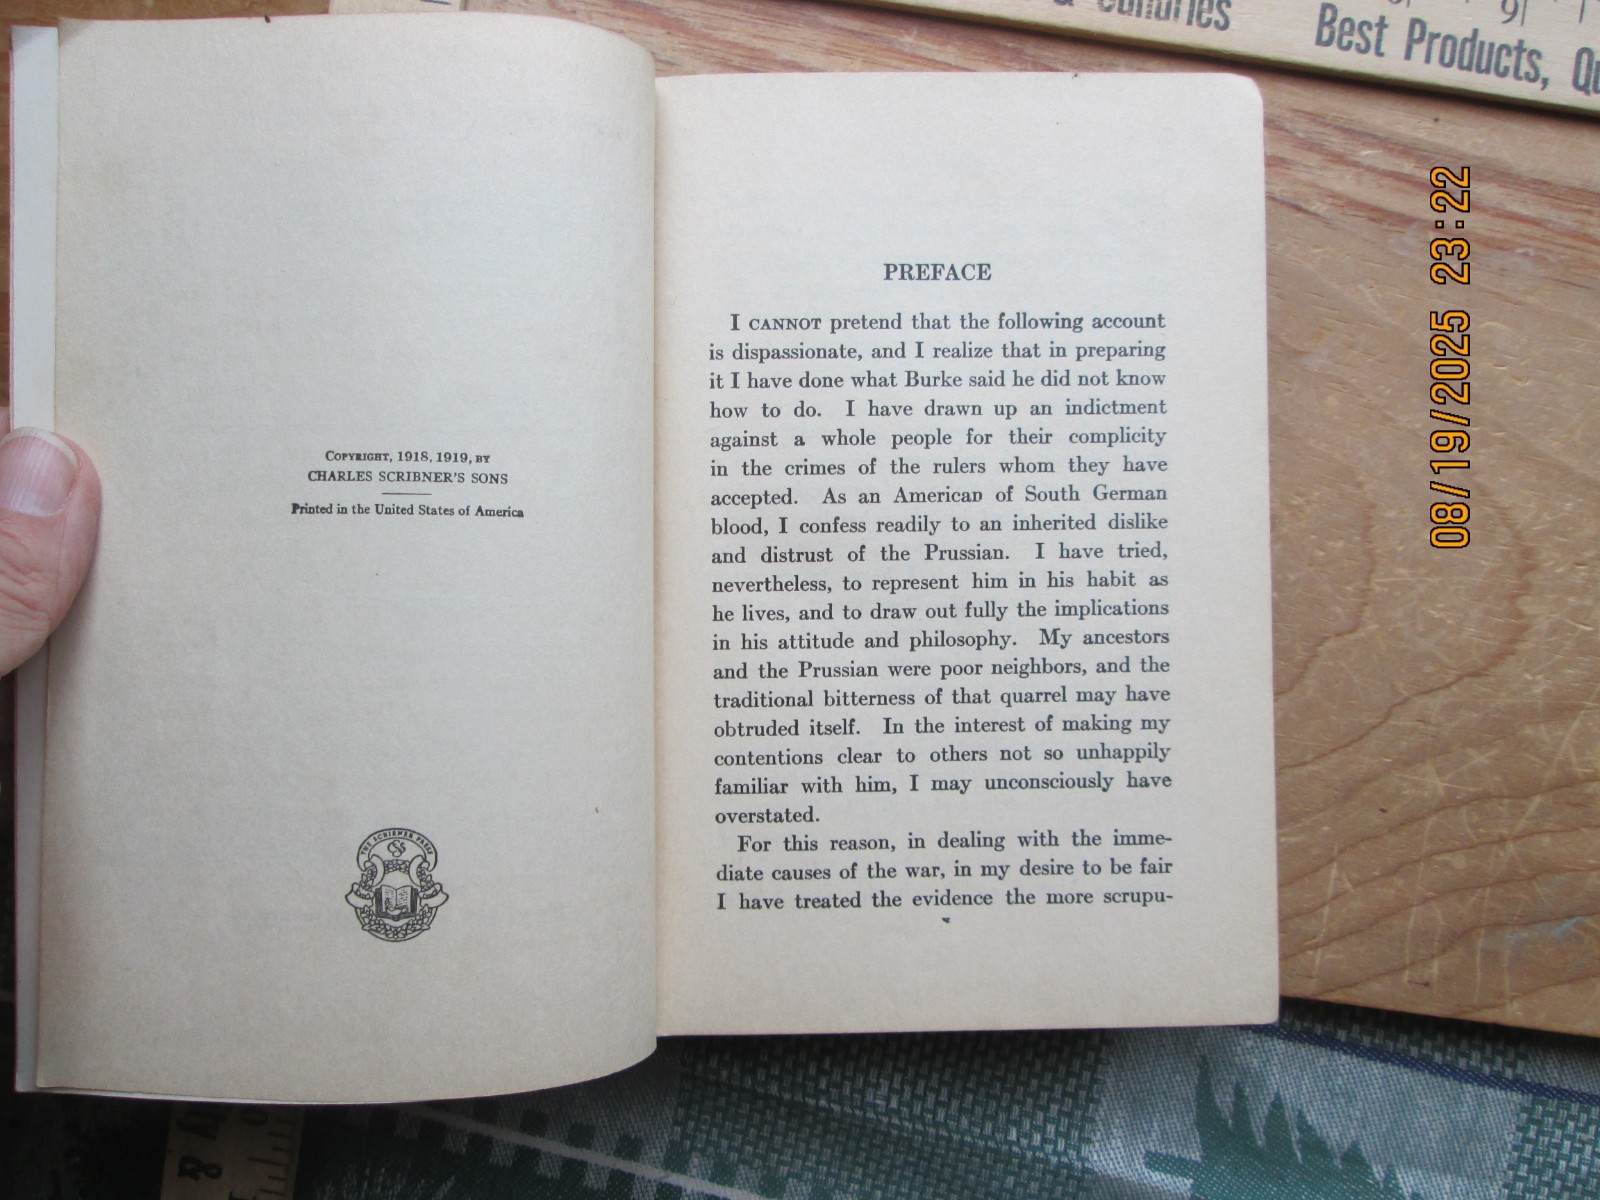 & Sundries
9
Best Products, Qu
08/19/2025 23:22
COPYRIGHT, 1918, 1919, BY
CHARLES SCRIBNER'S SONS
Printed in the United States of America
THE SCRIBNER PRESS
PREFACE
I CANNOT pretend that the following account
is dispassionate, and I realize that in preparing
it I have done what Burke said he did not know
how to do. I have drawn up an indictment
against a whole people for their complicity
in the crimes of the rulers whom they have
accepted. As an American of South German
blood, I confess readily to an inherited dislike
and distrust of the Prussian. I have tried,
nevertheless, to represent him in his habit as
he lives, and to draw out fully the implications
in his attitude and philosophy. My ancestors
and the Prussian were poor neighbors, and the
traditional bitterness of that quarrel may have
obtruded itself. In the interest of making my
contentions clear to others not so unhappily
familiar with him, I may unconsciously have
overstated.
For this reason, in dealing with the imme-
diate causes of the war, in my desire to be fair
I have treated the evidence the more scrupu-
8